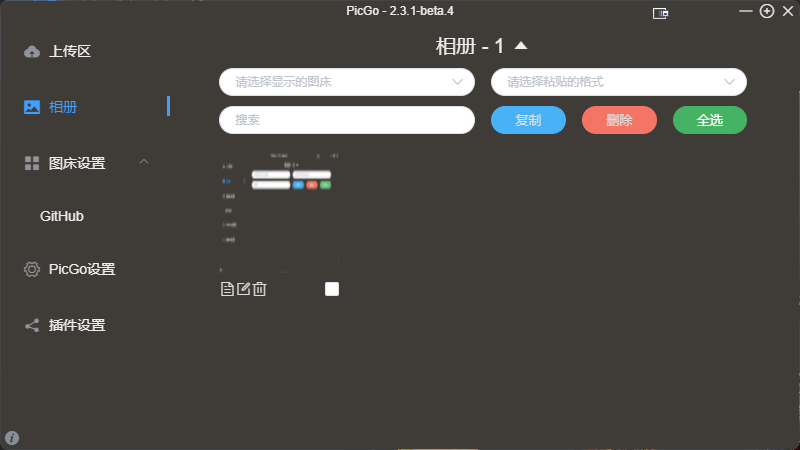 PicGo - 2.3.1-beta.4
上传区
相册
图床设置
GitHub
PicGo设置
插件设置
相册 - 1
请选择显示的图床
请选择粘贴的格式
搜索
复制
删除
全选